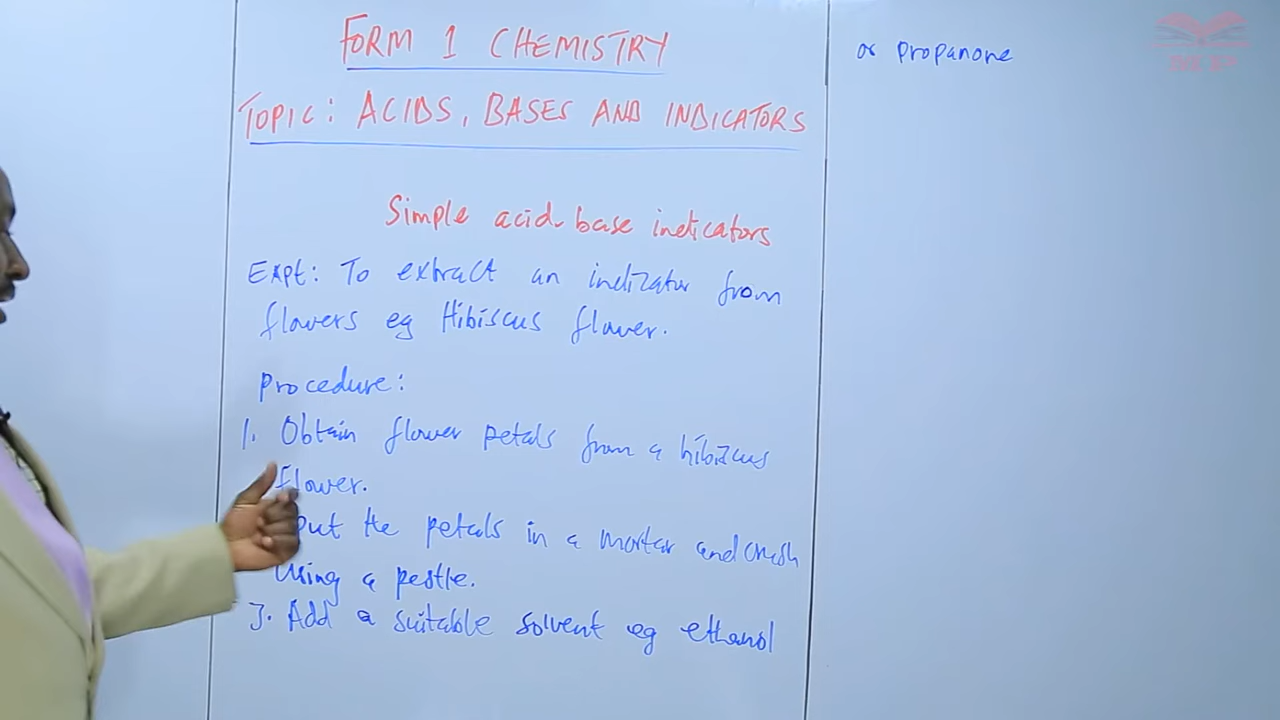 FORM 1 CHEMISTRY
TOPIC: ACIDS, BASES AND INDICATORS
Simple acid-base indicators
Expt: To extract an indicator from
flowers eg Hibiscus flower.
Procedure:
1. Obtain flower petals from a hibiscus
flower.
put the petals in a mortar and crush
using a pestle.
3. Add a suitable solvent eg ethanol
or propanone